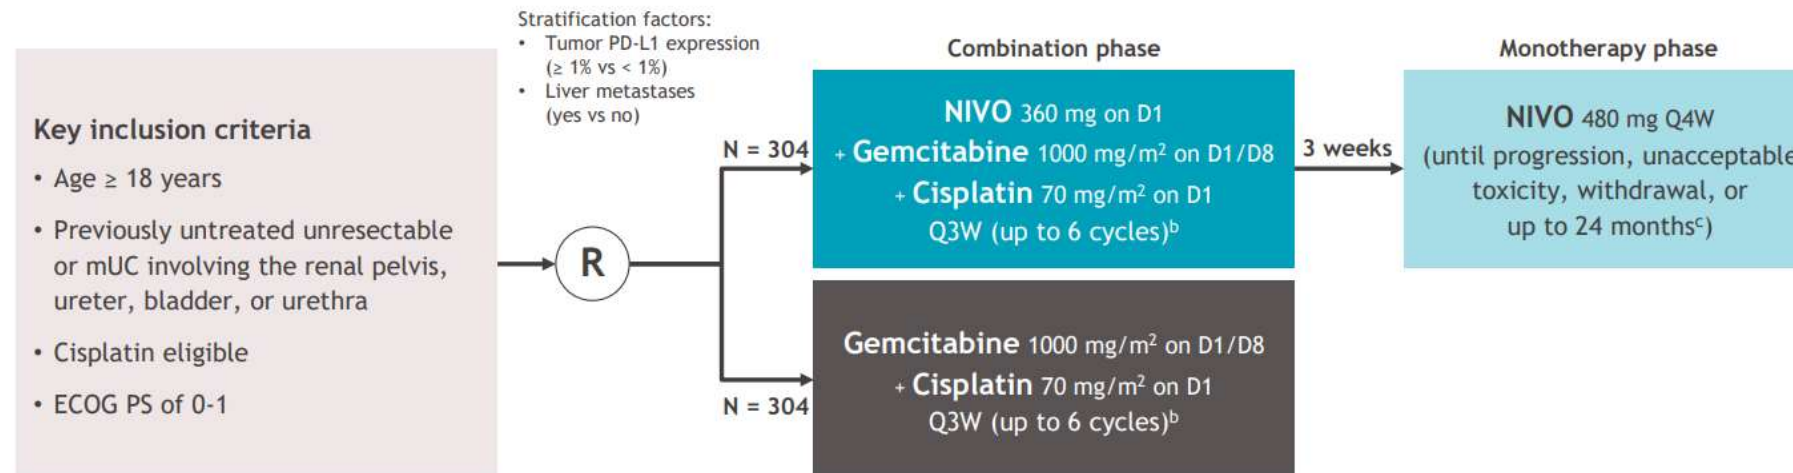 Stratification factors:
• Tumor PD-L1 expression
(≥ 1% vs < 1%)
• Liver metastases
(yes vs no)
Key inclusion criteria
• Age ≥ 18 years
• Previously untreated unresectable
or mUC involving the renal pelvis,
ureter, bladder, or urethra
• Cisplatin eligible
• ECOG PS of 0-1
R
N = 304
N = 304
Combination phase
NIVO 360 mg on D1
+ Gemcitabine 1000 mg/m² on D1/D8
+ Cisplatin 70 mg/m² on D1
Q3W (up to 6 cycles)ᵇ
Gemcitabine 1000 mg/m² on D1/D8
+ Cisplatin 70 mg/m² on D1
Q3W (up to 6 cycles)ᵇ
3 weeks
Monotherapy phase
NIVO 480 mg Q4W
(until progression, unacceptable
toxicity, withdrawal, or
up to 24 monthsᶜ)